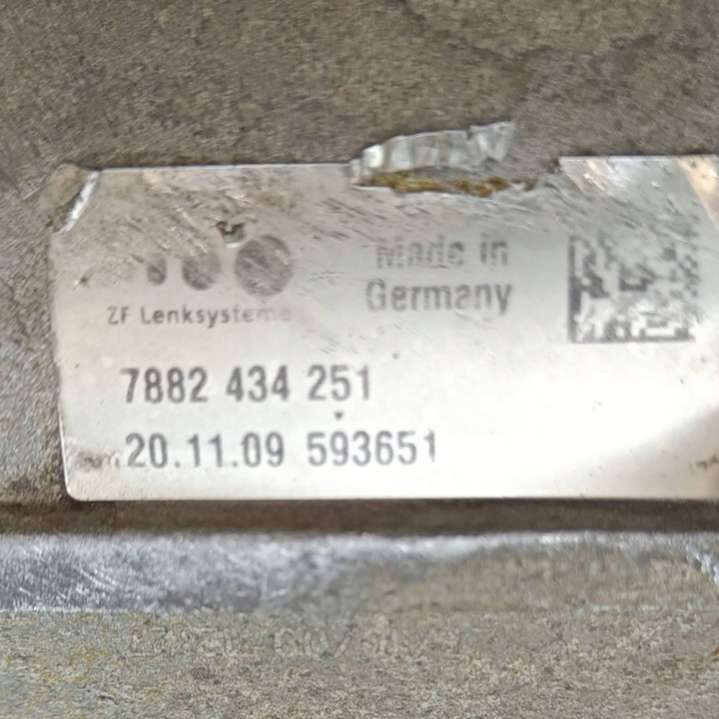 Made in
Germany
ZF Lenksysteme
7882 434 251
20.11.09 593651